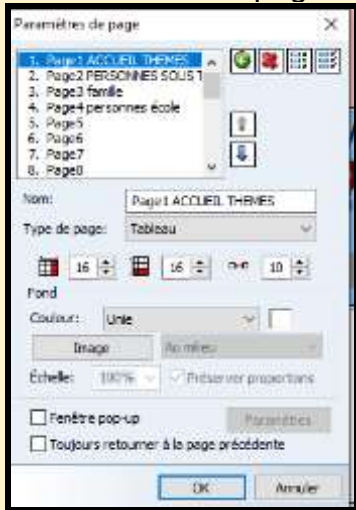 Paramètres de page
1. Page1 ACCUEIL THEMES
2. Page2 PERSONNES SOUS T
3. Page3 famille
4. Page4 personnes école
5. Page5
6. Page6
7. Page7
8. Page8
Nom: Page1 ACCUEIL THEMES
Type de page: Tableau
16 16 10
Fond
Couleur: Unie
Image Au milieu
Échelle: 100% Préserver proportions
Fenêtre pop-up Paramètres
Toujours retourner à la page précédente
OK Annuler